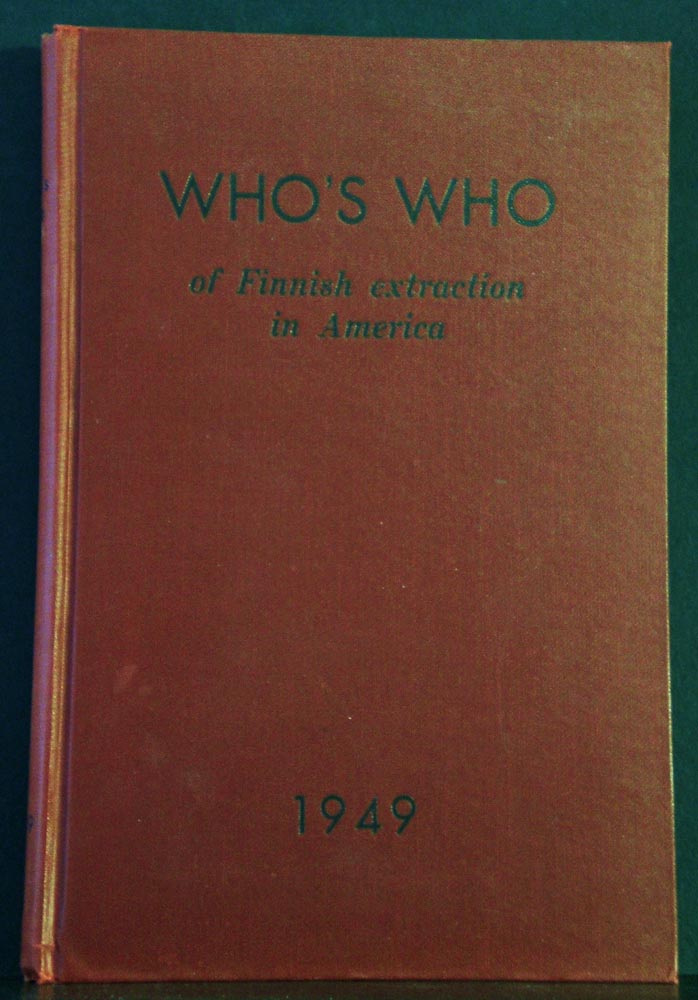 WHO'S WHO
of Finnish extraction
in America
1949